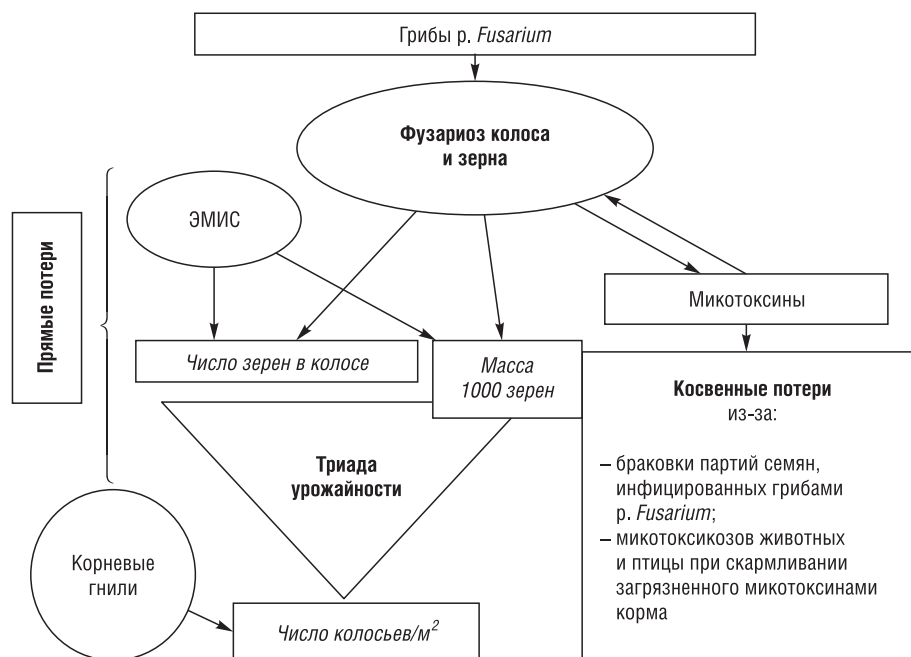 Грибы р. Fusarium
Фузариоз колоса
и зерна
ЭМИС
Прямые потери
Микотоксины
Число зерен в колосе
Масса
1000 зерен
Косвенные потери
из-за:
– браковки партий семян,
инфицированных грибами
р. Fusarium;
– микотоксикозов животных
и птицы при скармливании
загрязненного микотоксинами
корма
Триада
урожайности
Корневые
гнили
Число колосьев/м²